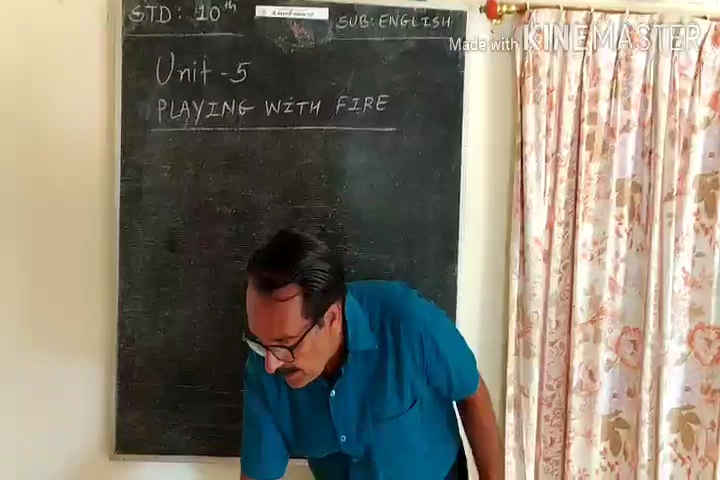 STD: 10th
SUB: ENGLISH
Unit - 5
PLAYING WITH FIRE
Made with KINEMASTER